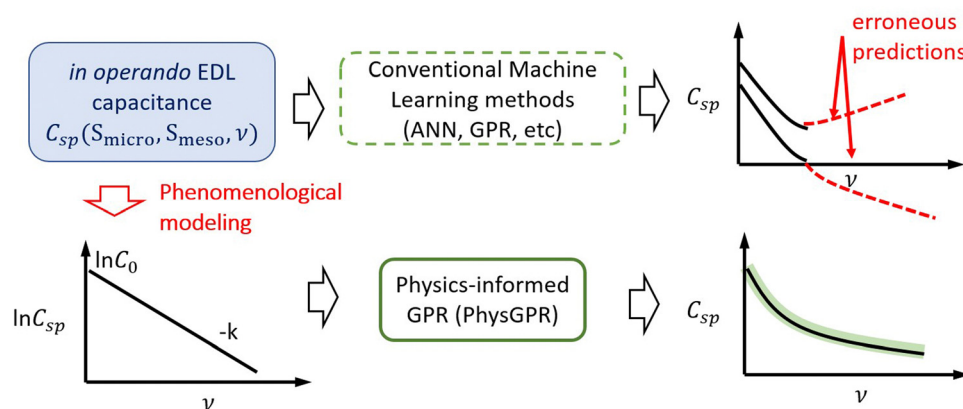 in operando EDL
capacitance
C_sp(S_micro, S_meso, ν)
Conventional Machine
Learning methods
(ANN, GPR, etc)
erroneous
predictions
C_sp
ν
Phenomenological
modeling
lnC_0
lnC_sp
-k
ν
Physics-informed
GPR (PhysGPR)
C_sp
ν